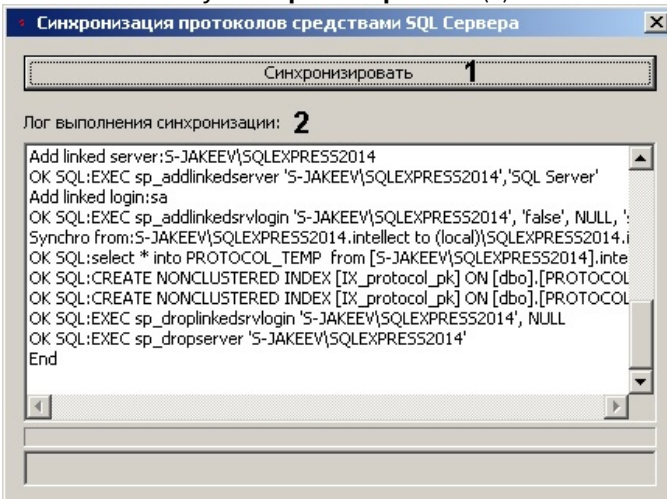 Синхронизация протоколов средствами SQL Сервера
Синхронизировать 1
Лог выполнения синхронизации: 2
Add linked server:S-JAKEEV\SQLEXPRESS2014
OK SQL:EXEC sp_addlinkedserver 'S-JAKEEV\SQLEXPRESS2014','SQL Server'
Add linked login:sa
OK SQL:EXEC sp_addlinkedsrvlogin 'S-JAKEEV\SQLEXPRESS2014', 'false', NULL,
Synchro from:S-JAKEEV\SQLEXPRESS2014.intellect to (local)\SQLEXPRESS2014.i
OK SQL:select * into PROTOCOL_TEMP from [S-JAKEEV\SQLEXPRESS2014].inte
OK SQL:CREATE NONCLUSTERED INDEX [IX_protocol_pk] ON [dbo].[PROTOCOL
OK SQL:CREATE NONCLUSTERED INDEX [IX_protocol_pk] ON [dbo].[PROTOCOL
OK SQL:EXEC sp_droplinkedsrvlogin 'S-JAKEEV\SQLEXPRESS2014', NULL
OK SQL:EXEC sp_dropserver 'S-JAKEEV\SQLEXPRESS2014'
End